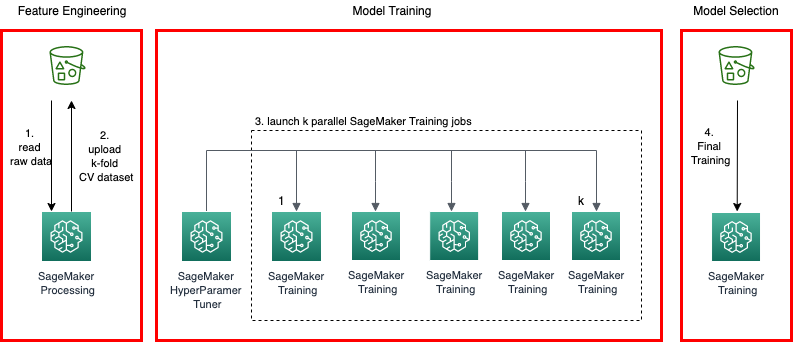 Feature Engineering
Model Training
Model Selection
1.
read
raw data
2.
upload
k-fold
CV dataset
SageMaker
Processing
3. launch k parallel SageMaker Training jobs
1
k
SageMaker
HyperParamer
Tuner
SageMaker
Training
SageMaker
Training
SageMaker
Training
SageMaker
Training
SageMaker
Training
4.
Final
Training
SageMaker
Training